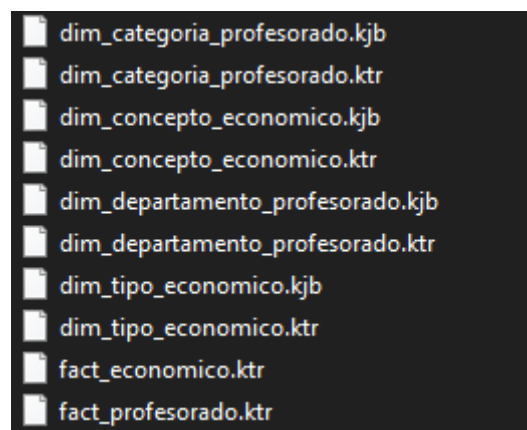 dim_categoria_profesorado.kjb
dim_categoria_profesorado.ktr
dim_concepto_economico.kjb
dim_concepto_economico.ktr
dim_departamento_profesorado.kjb
dim_departamento_profesorado.ktr
dim_tipo_economico.kjb
dim_tipo_economico.ktr
fact_economico.ktr
fact_profesorado.ktr